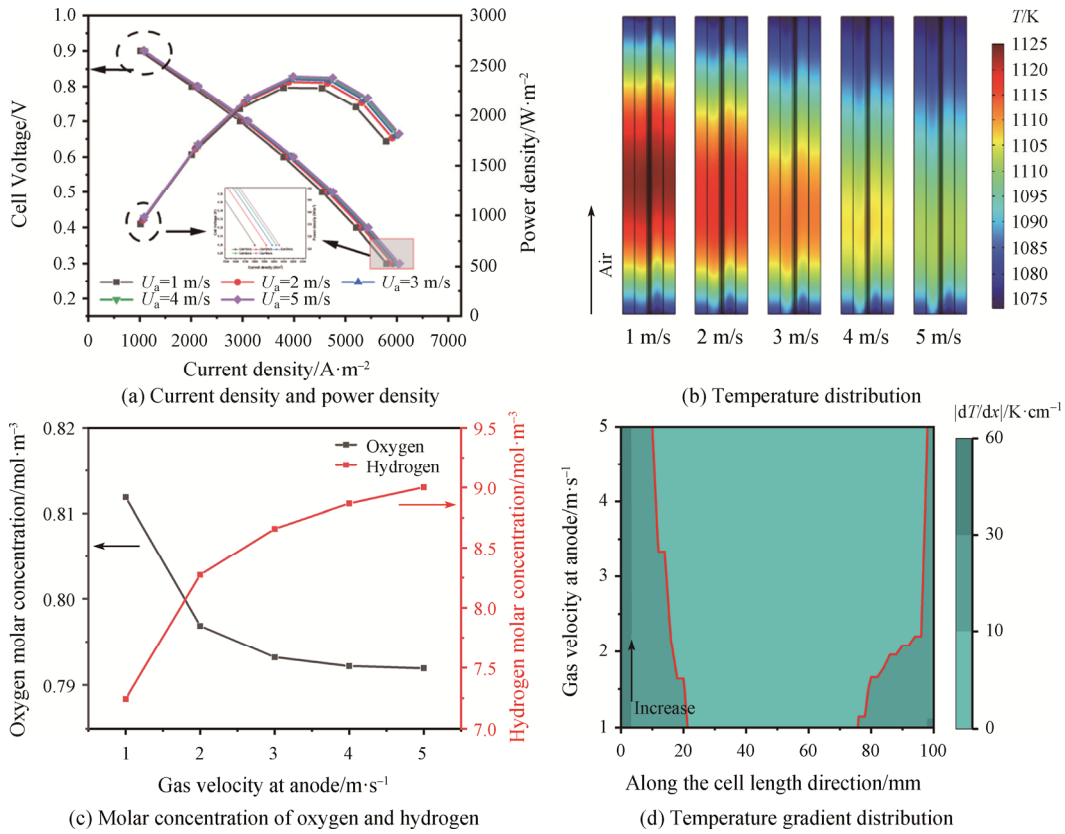 Cell Voltage/V
0.9
0.8
0.7
0.6
0.5
0.4
0.3
0.2
3000
2500
2000
1500
1000
500
0
Power density/W·m⁻²
Uₐ=1 m/s Uₐ=2 m/s Uₐ=3 m/s
Uₐ=4 m/s Uₐ=5 m/s
0 1000 2000 3000 4000 5000 6000 7000
Current density/A·m⁻²
(a) Current density and power density
T/K
1125
1120
1115
1110
1105
1100
1095
1090
1085
1080
1075
Air
1 m/s 2 m/s 3 m/s 4 m/s 5 m/s
(b) Temperature distribution
Oxygen molar concentration/mol·m⁻³
0.82
0.81
0.80
0.79
Oxygen
Hydrogen
9.5
9.0
8.5
8.0
7.5
7.0
Hydrogen molar concentration/mol·m⁻³
1 2 3 4 5
Gas velocity at anode/m·s⁻¹
(c) Molar concentration of oxygen and hydrogen
|dT/dx|/K·cm⁻¹
Gas velocity at anode/m·s⁻¹
5
4
3
2
1
Increase
60
30
10
0
0 20 40 60 80 100
Along the cell length direction/mm
(d) Temperature gradient distribution